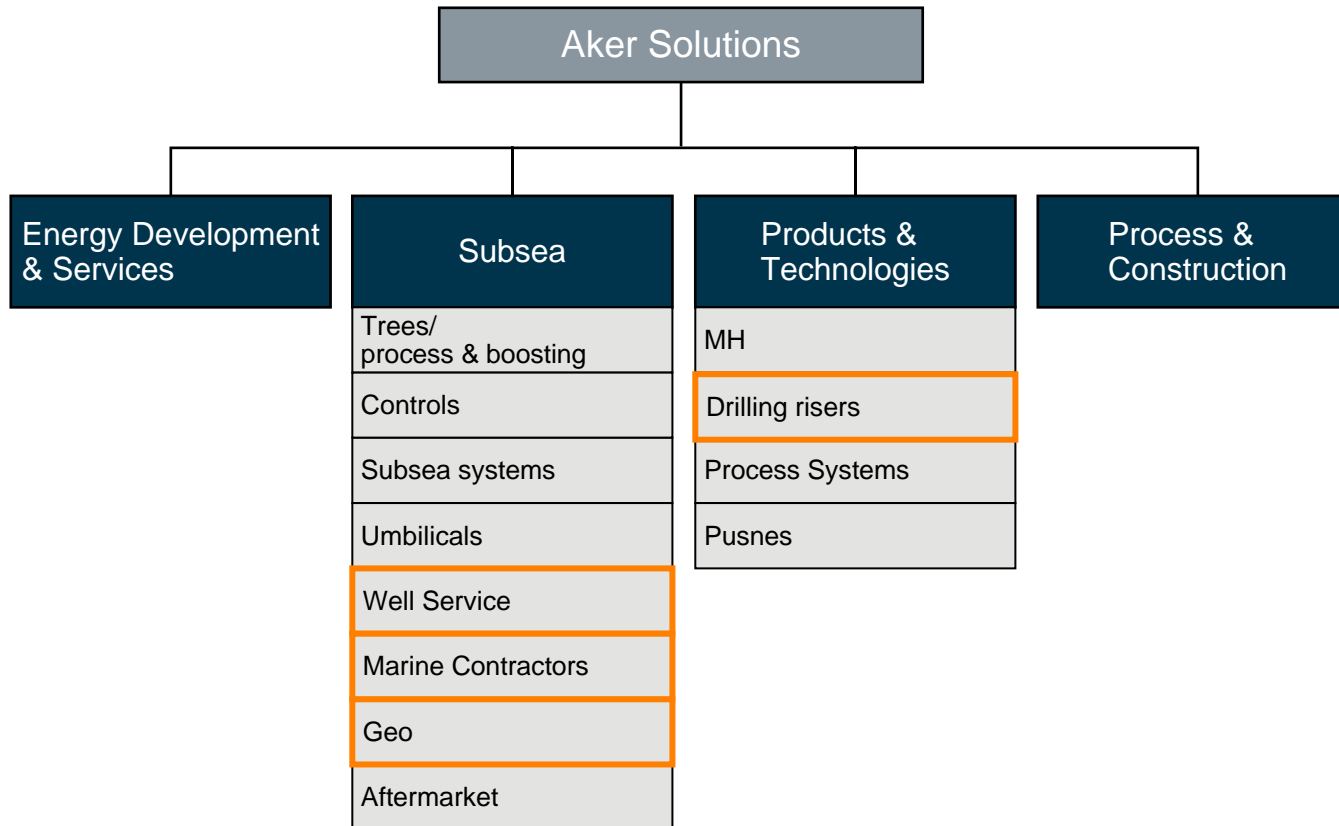 Aker Solutions
Energy Development
& Services
Subsea
Products &
Technologies
Process &
Construction
Trees/
process & boosting
Controls
Subsea systems
Umbilicals
Well Service
Marine Contractors
Geo
Aftermarket
MH
Drilling risers
Process Systems
Pusnes